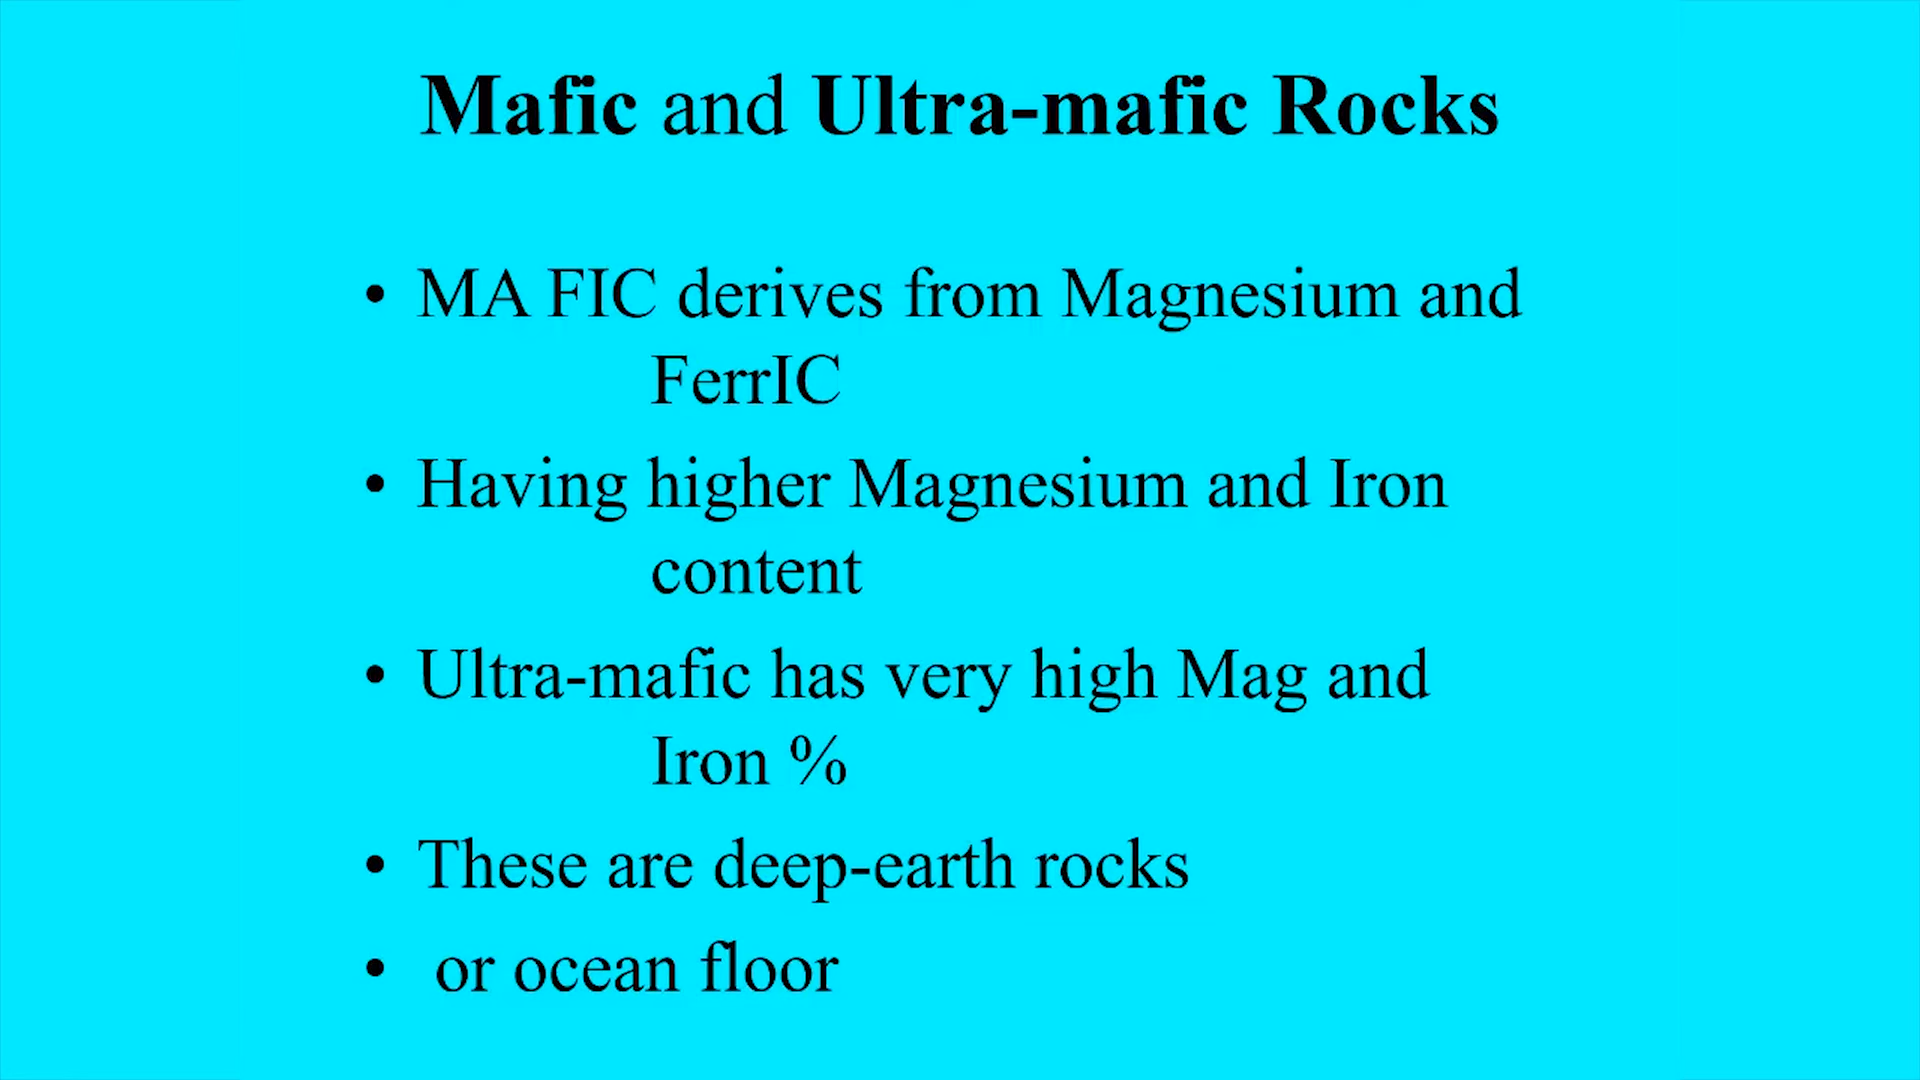 Mafic and Ultra-mafic Rocks
• MA FIC derives from Magnesium and
FerrIC
• Having higher Magnesium and Iron
content
• Ultra-mafic has very high Mag and
Iron %
• These are deep-earth rocks
• or ocean floor